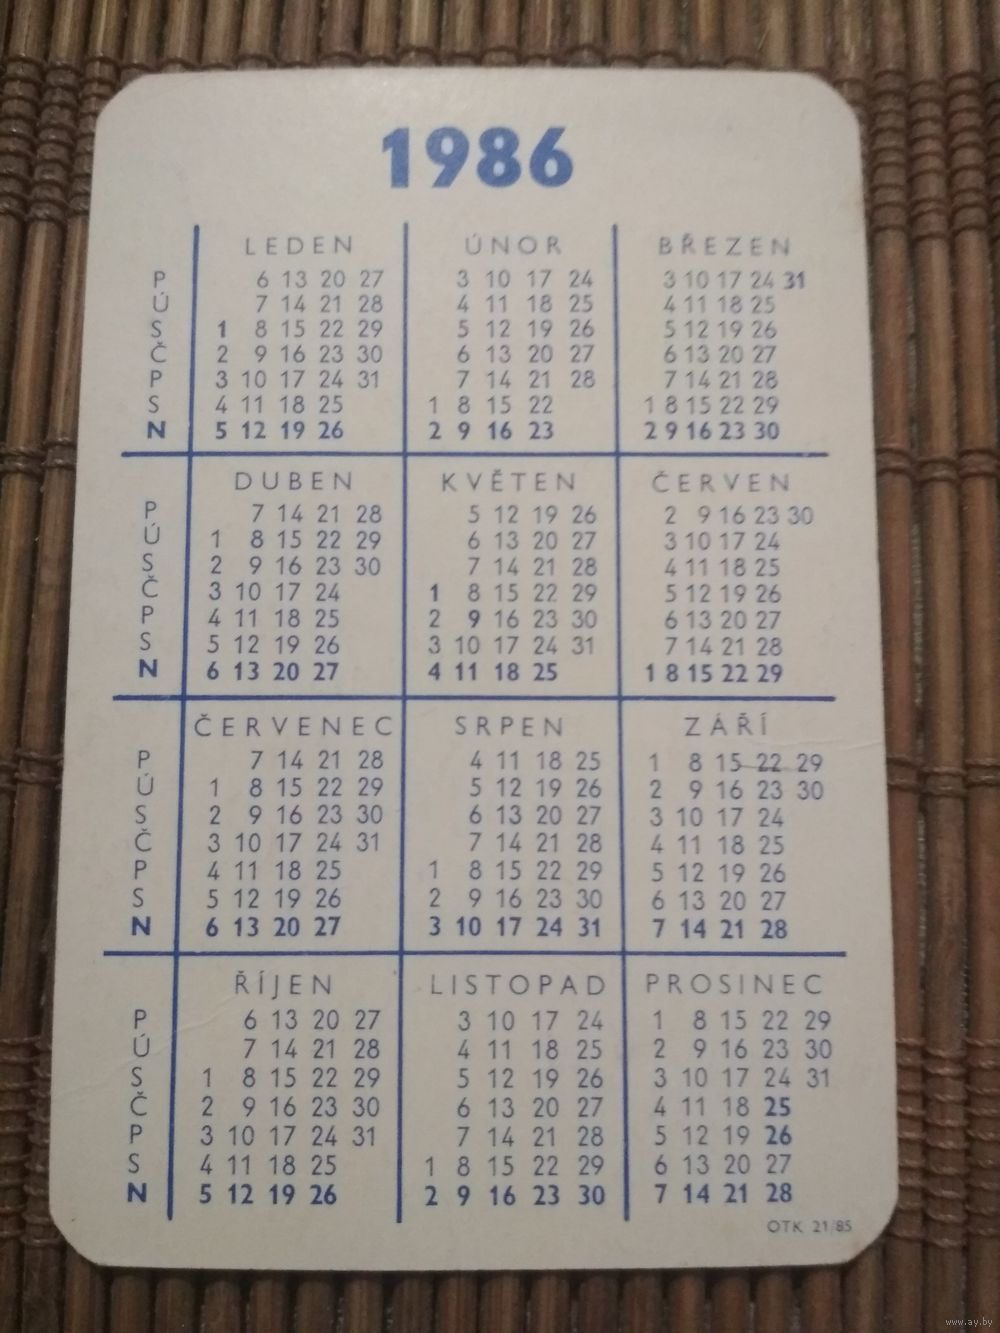 1986
LEDEN ÚNOR BŘEZEN
P 6 13 20 27 3 10 17 24 3 10 17 24 31
Ú 7 14 21 28 4 11 18 25 4 11 18 25
S 1 8 15 22 29 5 12 19 26 5 12 19 26
Č 2 9 16 23 30 6 13 20 27 6 13 20 27
P 3 10 17 24 31 7 14 21 28 7 14 21 28
S 4 11 18 25 1 8 15 22 1 8 15 22 29
N 5 12 19 26 2 9 16 23 2 9 16 23 30
DUBEN KVĚTEN ČERVEN
P 7 14 21 28 5 12 19 26 2 9 16 23 30
Ú 1 8 15 22 29 6 13 20 27 3 10 17 24
S 2 9 16 23 30 7 14 21 28 4 11 18 25
Č 3 10 17 24 1 8 15 22 29 5 12 19 26
P 4 11 18 25 2 9 16 23 30 6 13 20 27
S 5 12 19 26 3 10 17 24 31 7 14 21 28
N 6 13 20 27 4 11 18 25 1 8 15 22 29
ČERVENEC SRPEN ZÁŘÍ
P 7 14 21 28 4 11 18 25 1 8 15 22 29
Ú 1 8 15 22 29 5 12 19 26 2 9 16 23 30
S 2 9 16 23 30 6 13 20 27 3 10 17 24
Č 3 10 17 24 31 7 14 21 28 4 11 18 25
P 4 11 18 25 1 8 15 22 29 5 12 19 26
S 5 12 19 26 2 9 16 23 30 6 13 20 27
N 6 13 20 27 3 10 17 24 31 7 14 21 28
ŘÍJEN LISTOPAD PROSINEC
P 6 13 20 27 3 10 17 24 1 8 15 22 29
Ú 7 14 21 28 4 11 18 25 2 9 16 23 30
S 1 8 15 22 29 5 12 19 26 3 10 17 24 31
Č 2 9 16 23 30 6 13 20 27 4 11 18 25
P 3 10 17 24 31 7 14 21 28 5 12 19 26
S 4 11 18 25 1 8 15 22 29 6 13 20 27
N 5 12 19 26 2 9 16 23 30 7 14 21 28
OTK 21/85
www.ay.by